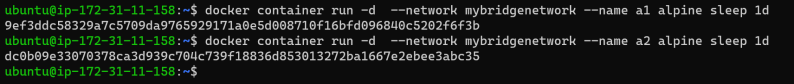 ubuntu@ip-172-31-11-158:~$ docker container run -d  --network mybridgenetwork --name a1 alpine sleep 1d
9ef3ddc58329a7c5709da9765929171a0e5d008710f16bfd096840c5202f6f3b
ubuntu@ip-172-31-11-158:~$ docker container run -d  --network mybridgenetwork --name a2 alpine sleep 1d
dc0b09e33070378ca3d939c704c739f18836d853013272ba1667e2ebee3abc35
ubuntu@ip-172-31-11-158:~$